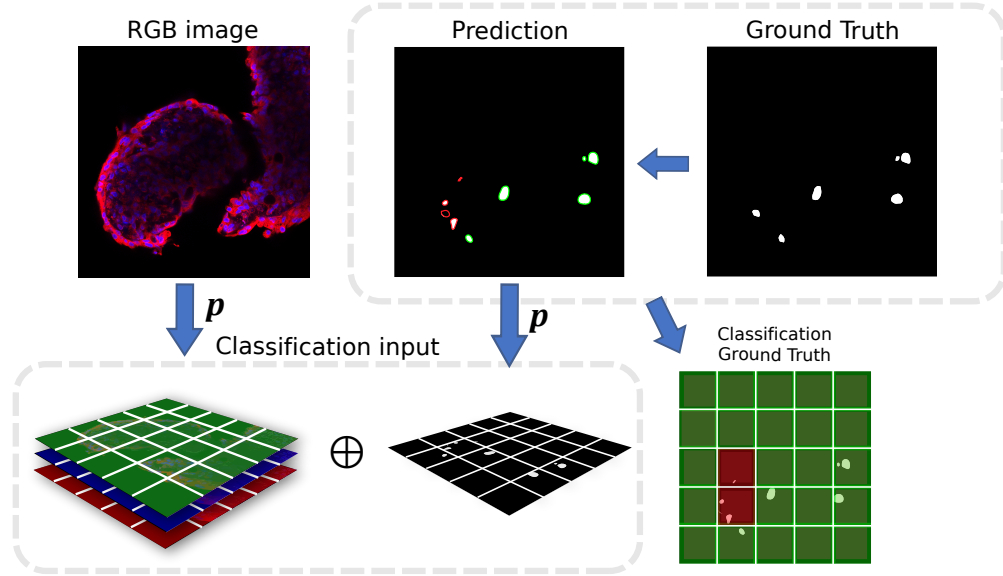 RGB image
Prediction
Ground Truth
p
p
Classification input
Classification
Ground Truth